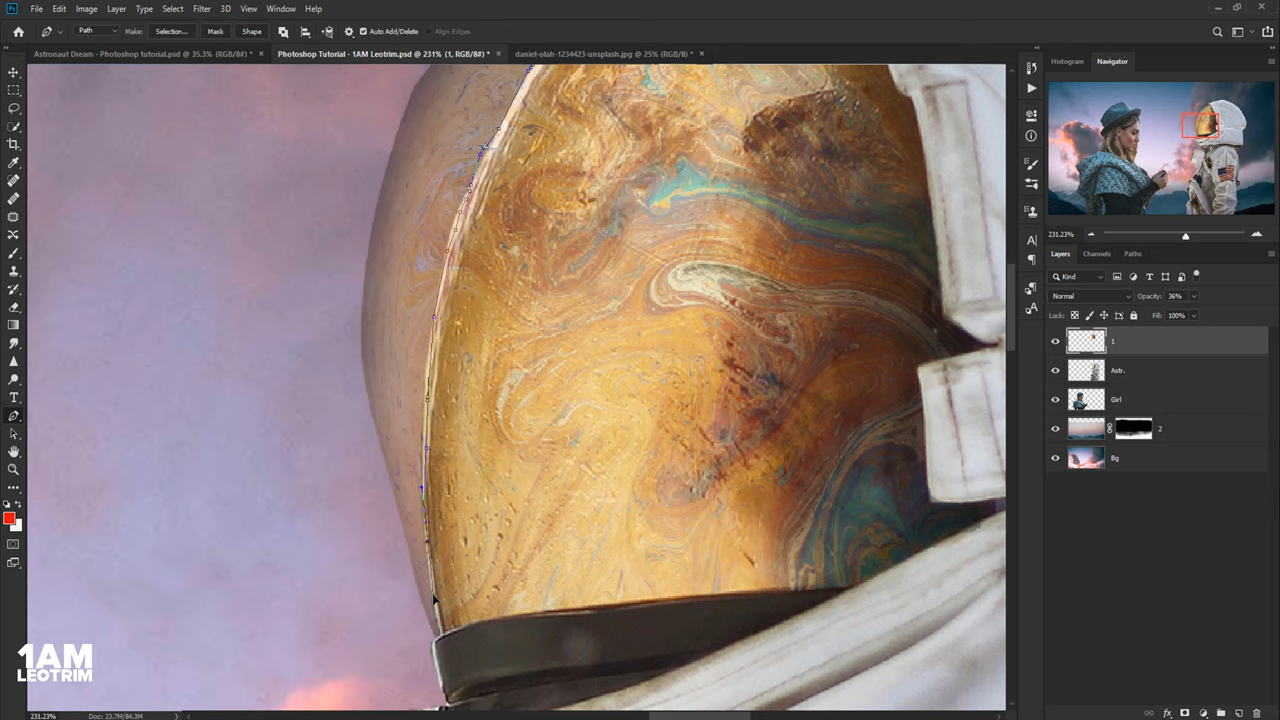 Ps File Edit Image Layer Type Select Filter 3D View Window Help
Path Make: Selection... Mask Shape Auto Add/Delete Align Edges
Astronaut Dream - Photoshop tutorial.psd @ 35.3% (RGB/8#) * × Photoshop Tutorial - 1AM Leotrim.psd @ 231% (1, RGB/8#) * × daniel-olah-1234423-unsplash.jpg @ 25% (RGB/8) * ×
Histogram Navigator
231.23%
Layers Channels Paths
Kind
Normal Opacity: 36%
Lock: Fill: 100%
1
Astr.
Girl
2
Bg
1AM
LEOTRIM
231.23% Doc: 23.7M/84.3M